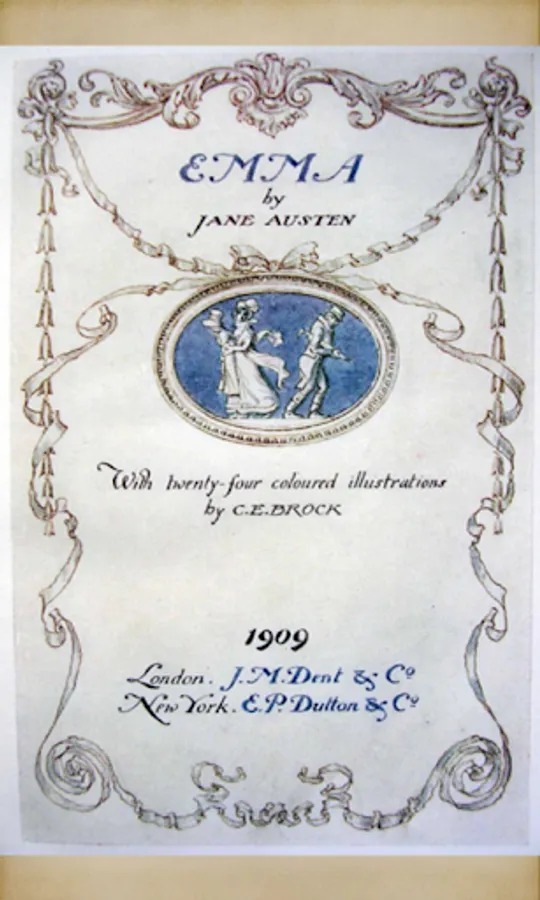 EMMA
by
JANE AUSTEN
With twenty-four coloured illustrations
by C.E.BROCK
1909
London. J.M.Dent & Co
New York. E.P. Dutton & Co